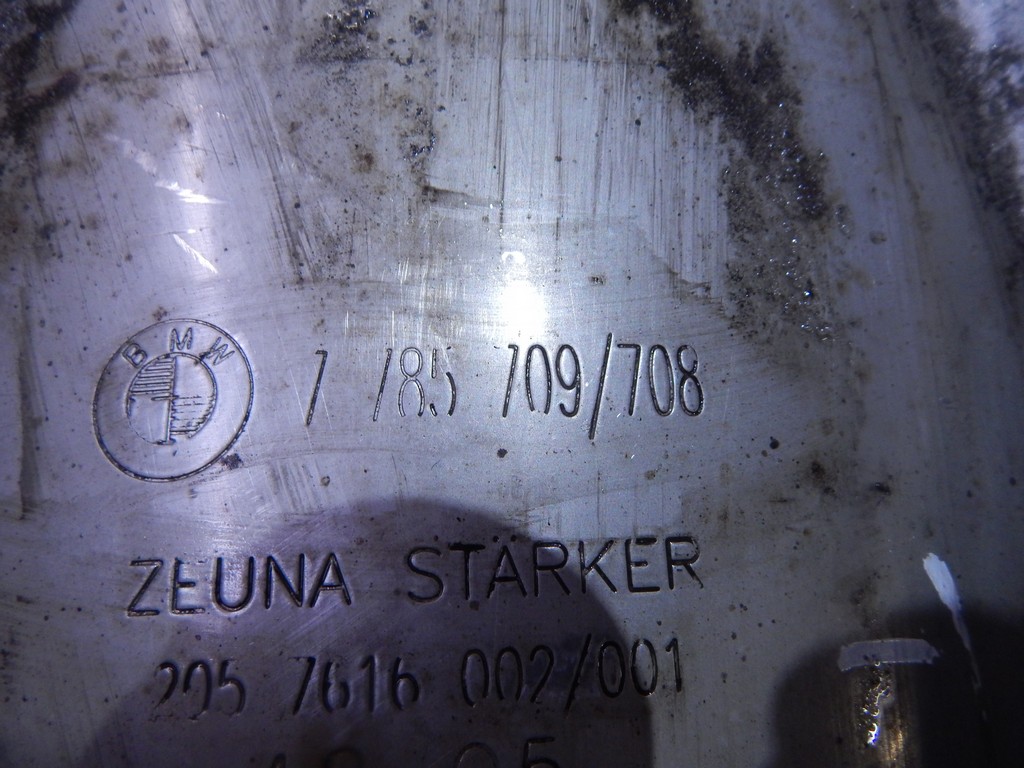 BMW 7 785 709/708
ZEUNA STÄRKER
205 7616 002/001